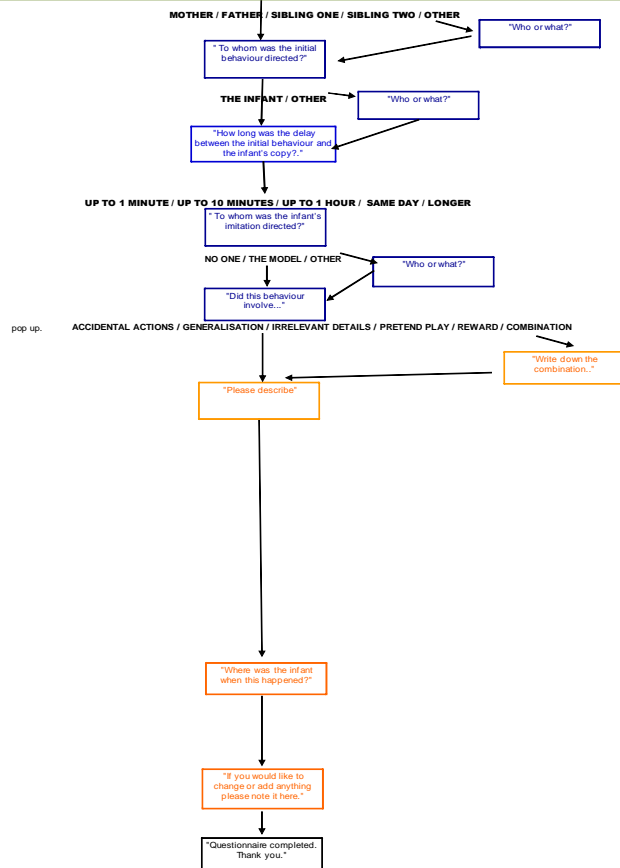 MOTHER / FATHER / SIBLING ONE / SIBLING TWO / OTHER
"Who or what?"
" To whom was the initial
behaviour directed?"
THE INFANT / OTHER
"Who or what?"
"How long was the delay
between the initial behaviour and
the infant's copy?."
UP TO 1 MINUTE / UP TO 10 MINUTES / UP TO 1 HOUR / SAME DAY / LONGER
" To whom was the infant's
imitation directed?"
NO ONE / THE MODEL / OTHER
"Who or what?"
"Did this behaviour
involve..."
pop up.
ACCIDENTAL ACTIONS / GENERALISATION / IRRELEVANT DETAILS / PRETEND PLAY / REWARD / COMBINATION
"Write down the
combination.."
"Please describe"
"Where was the infant
when this happened?"
"If you would like to
change or add anything
please note it here."
"Questionnaire completed.
Thank you."